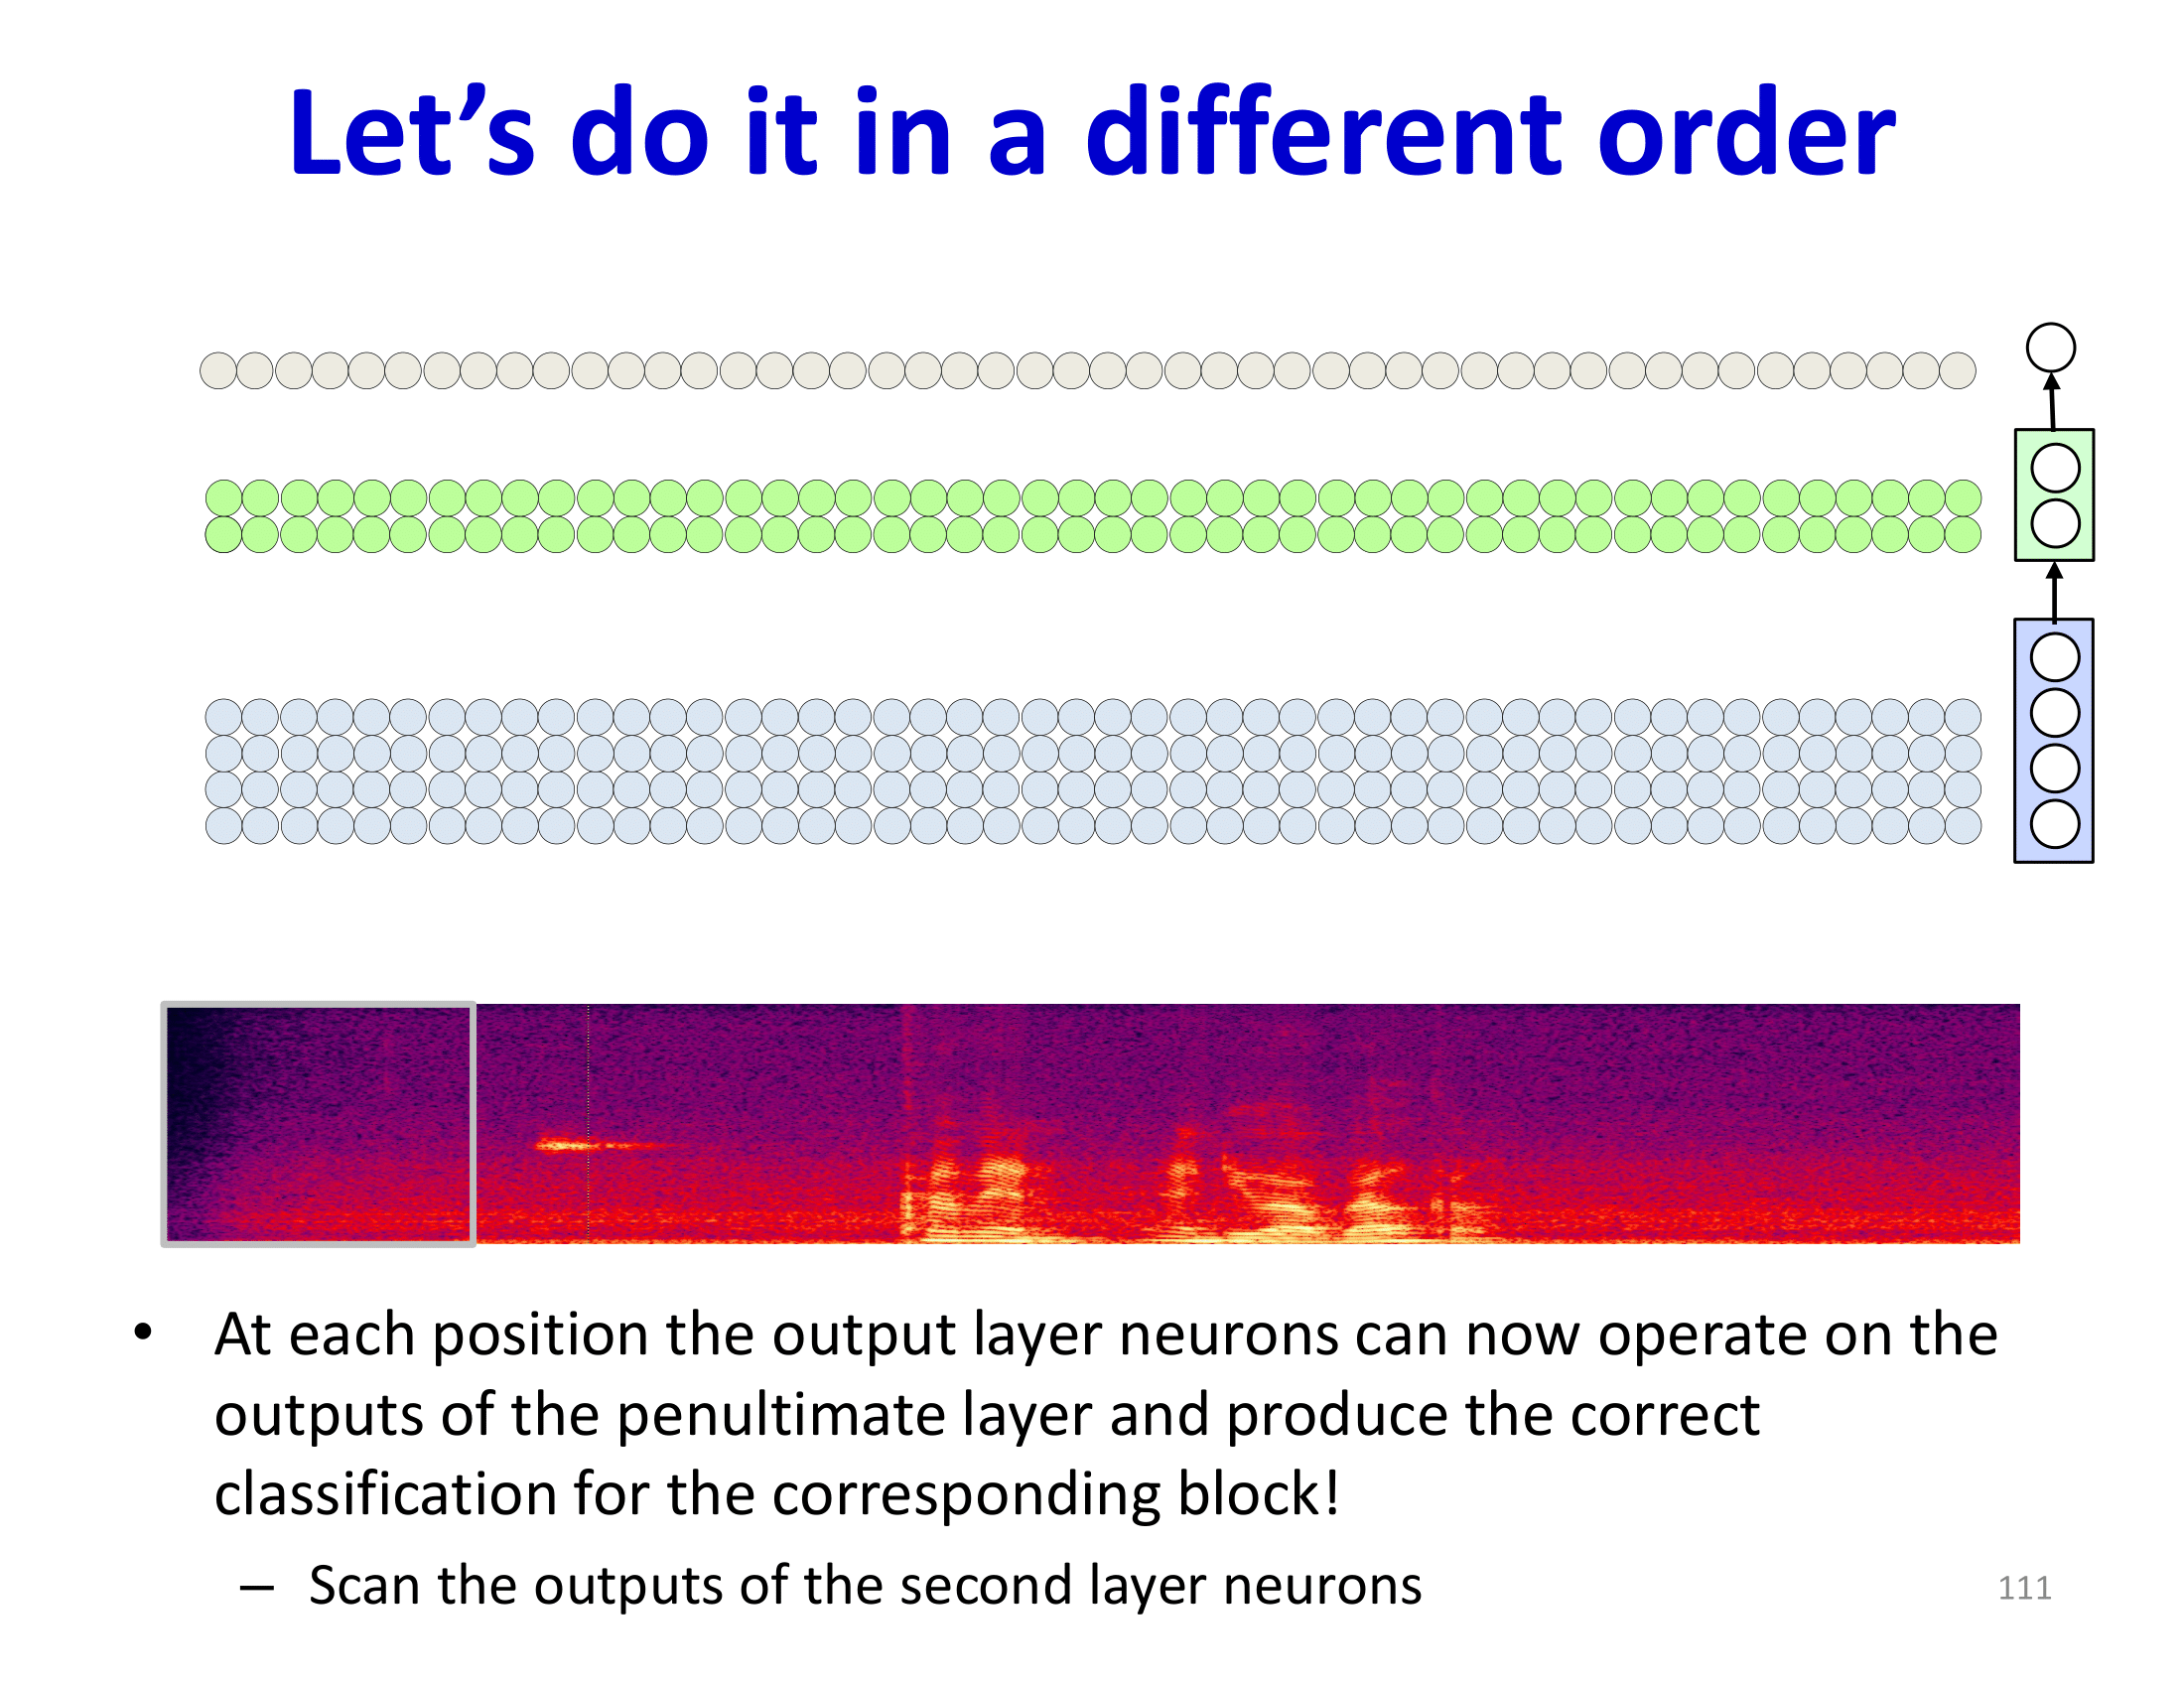 Let’s do it in a different order
• At each position the output layer neurons can now operate on the
outputs of the penultimate layer and produce the correct
classification for the corresponding block!
– Scan the outputs of the second layer neurons
111